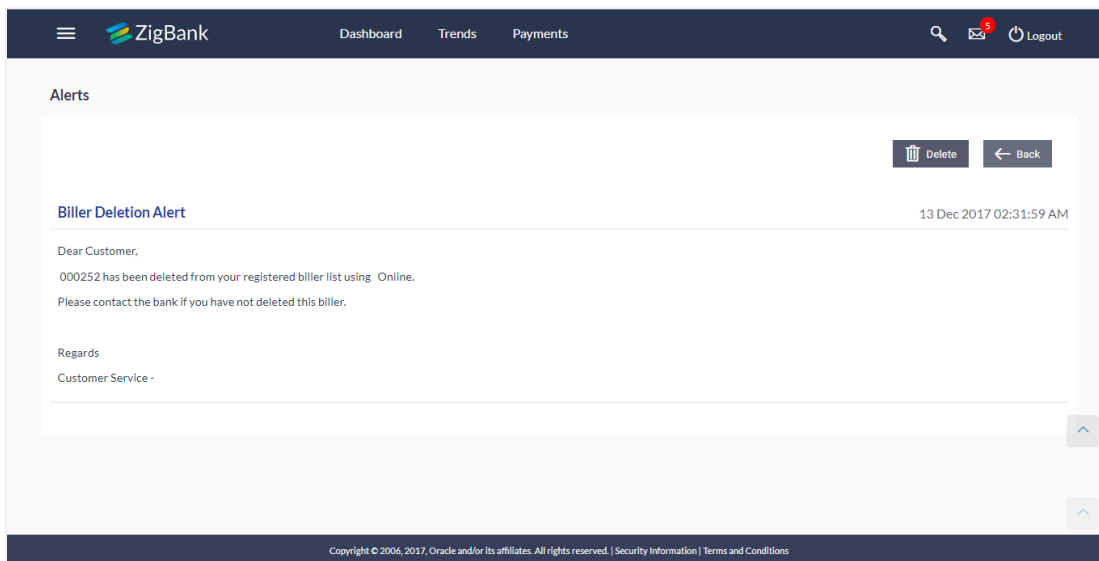 ZigBank
Dashboard
Trends
Payments
5
Logout
Alerts
Delete
Back
Biller Deletion Alert
13 Dec 2017 02:31:59 AM
Dear Customer,
000252 has been deleted from your registered biller list using Online.
Please contact the bank if you have not deleted this biller.
Regards
Customer Service -
Copyright © 2006, 2017, Oracle and/or its affiliates. All rights reserved. | Security Information | Terms and Conditions